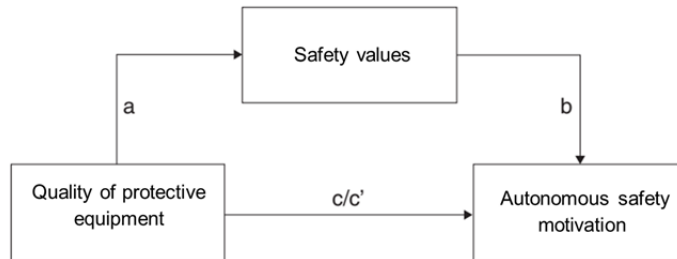 Safety values
a
b
Quality of protective
equipment
c/c'
Autonomous safety
motivation